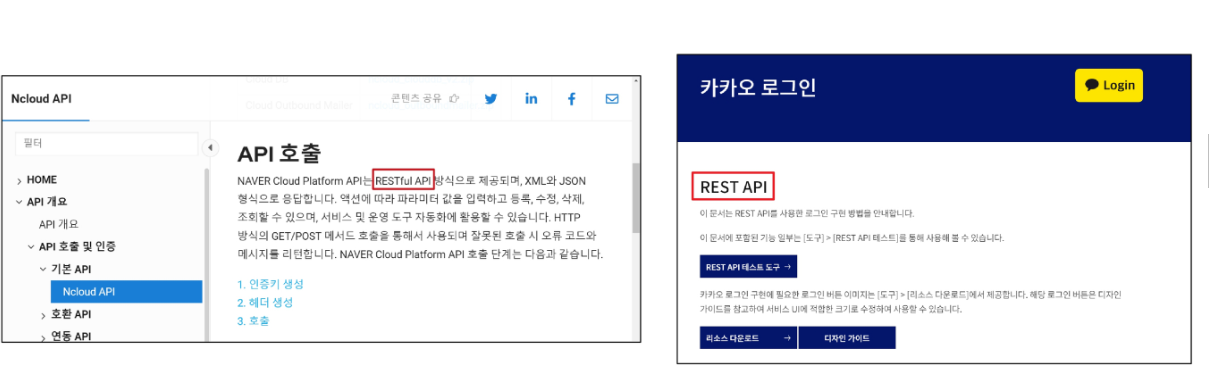 Ncloud API
콘텐츠 공유
필터
HOME
API 개요
API 개요
API 호출 및 인증
기본 API
Ncloud API
호환 API
연동 API
API 호출
NAVER Cloud Platform API는 RESTful API 방식으로 제공되며, XML와 JSON
형식으로 응답합니다. 액션에 따라 파라미터 값을 입력하고 등록, 수정, 삭제,
조회할 수 있으며, 서비스 및 운영 도구 자동화에 활용할 수 있습니다. HTTP
방식의 GET/POST 메서드 호출을 통해서 사용되며 잘못된 호출 시 오류 코드와
메시지를 리턴합니다. NAVER Cloud Platform API 호출 단계는 다음과 같습니다.
1. 인증키 생성
2. 헤더 생성
3. 호출
카카오 로그인
Login
REST API
이 문서는 REST API를 사용한 로그인 구현 방법을 안내합니다.
이 문서에 포함된 기능 일부는 [도구] > [REST API 테스트]를 통해 사용해 볼 수 있습니다.
REST API 테스트 도구 →
카카오 로그인 구현에 필요한 로그인 버튼 이미지는 [도구] > [리소스 다운로드]에서 제공합니다. 해당 로그인 버튼은 디자인
가이드를 참고하여 서비스 UI에 적합한 크기로 수정하여 사용할 수 있습니다.
리소스 다운로드 →
디자인 가이드